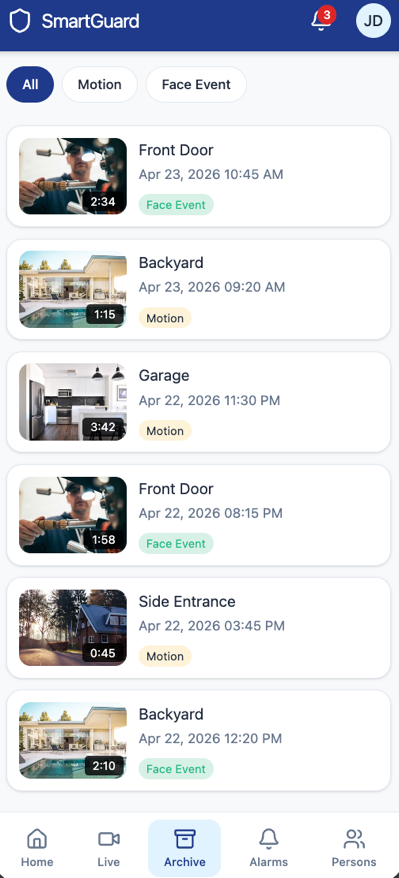 SmartGuard
3
JD
All
Motion
Face Event
Front Door
Apr 23, 2026 10:45 AM
2:34
Face Event
Backyard
Apr 23, 2026 09:20 AM
1:15
Motion
Garage
Apr 22, 2026 11:30 PM
3:42
Motion
Front Door
Apr 22, 2026 08:15 PM
1:58
Face Event
Side Entrance
Apr 22, 2026 03:45 PM
0:45
Motion
Backyard
Apr 22, 2026 12:20 PM
2:10
Face Event
Home
Live
Archive
Alarms
Persons